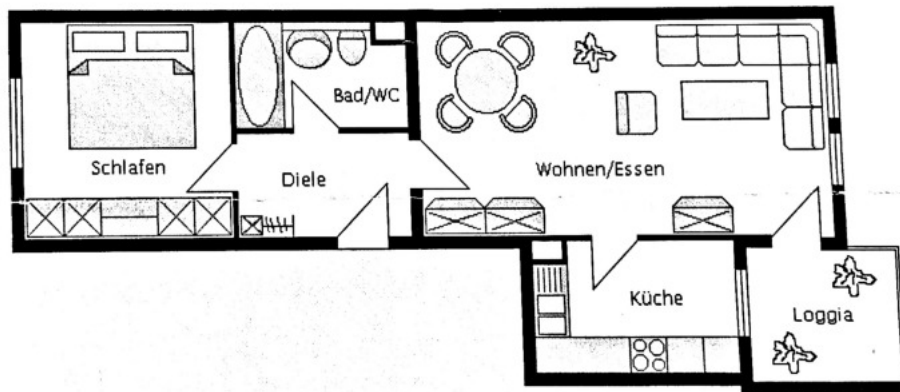 Bad/WC
Schlafen
Diele
Wohnen/Essen
Küche
Loggia